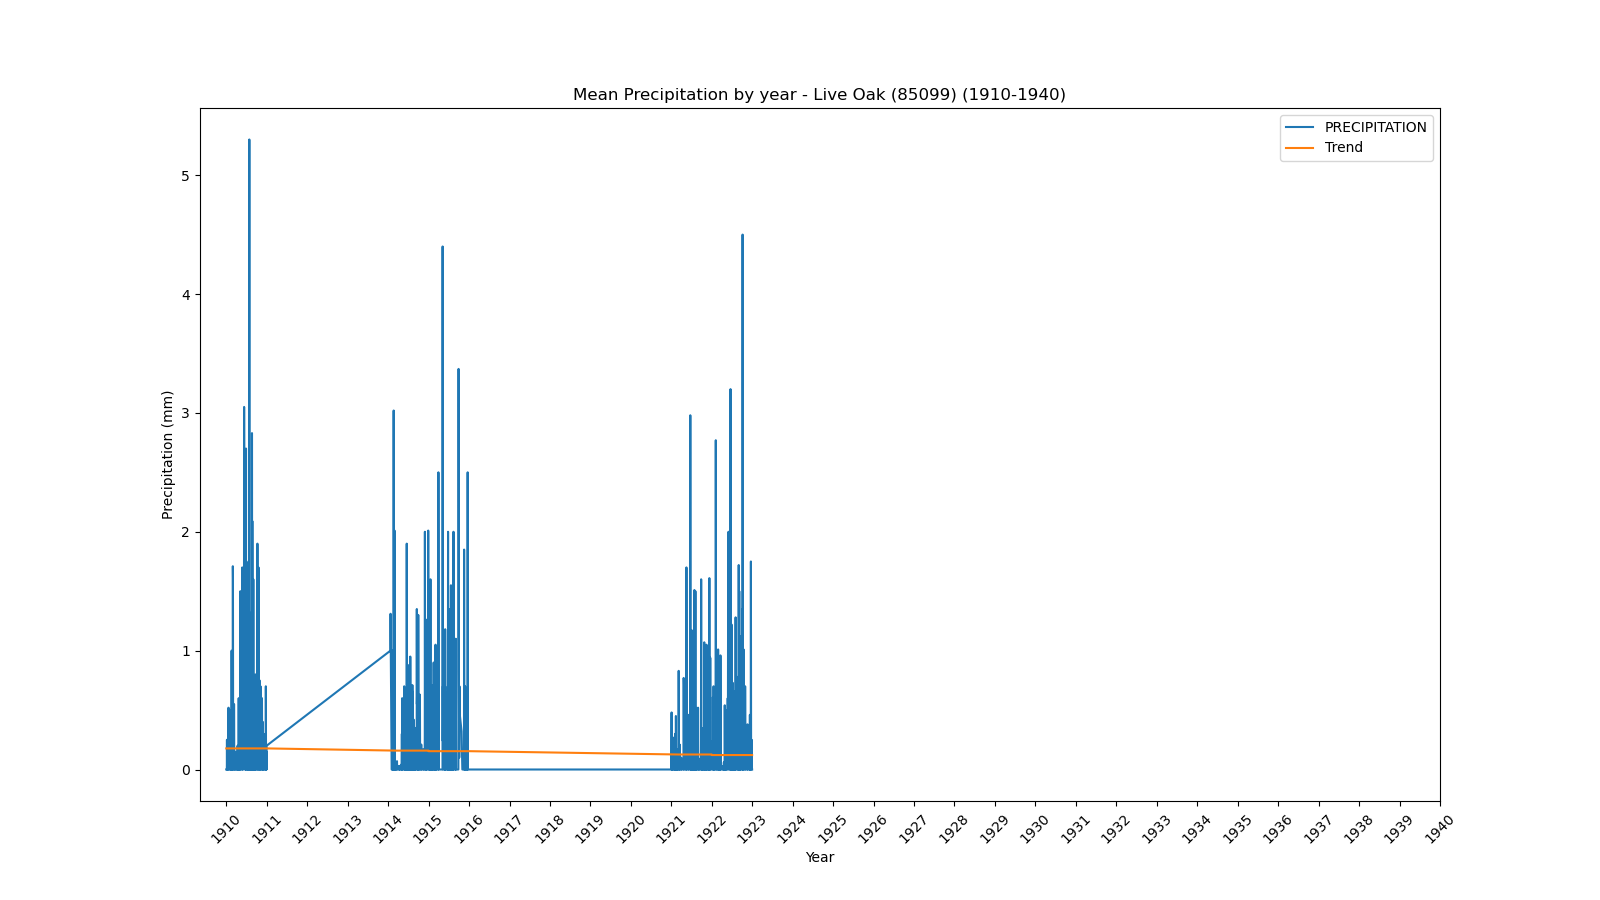 Mean Precipitation by year - Live Oak (85099) (1910-1940)
PRECIPITATION
Trend
5
4
3
2
1
0
Precipitation (mm)
1910 1911 1912 1913 1914 1915 1916 1917 1918 1919 1920 1921 1922 1923 1924 1925 1926 1927 1928 1929 1930 1931 1932 1933 1934 1935 1936 1937 1938 1939 1940
Year